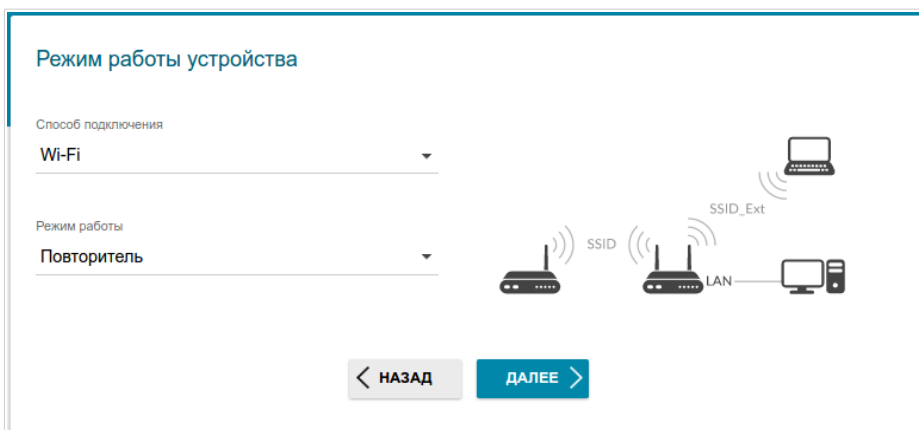 Режим работы устройства
Способ подключения
Wi-Fi
Режим работы
Повторитель
SSID
SSID_Ext
LAN
НАЗАД
ДАЛЕЕ